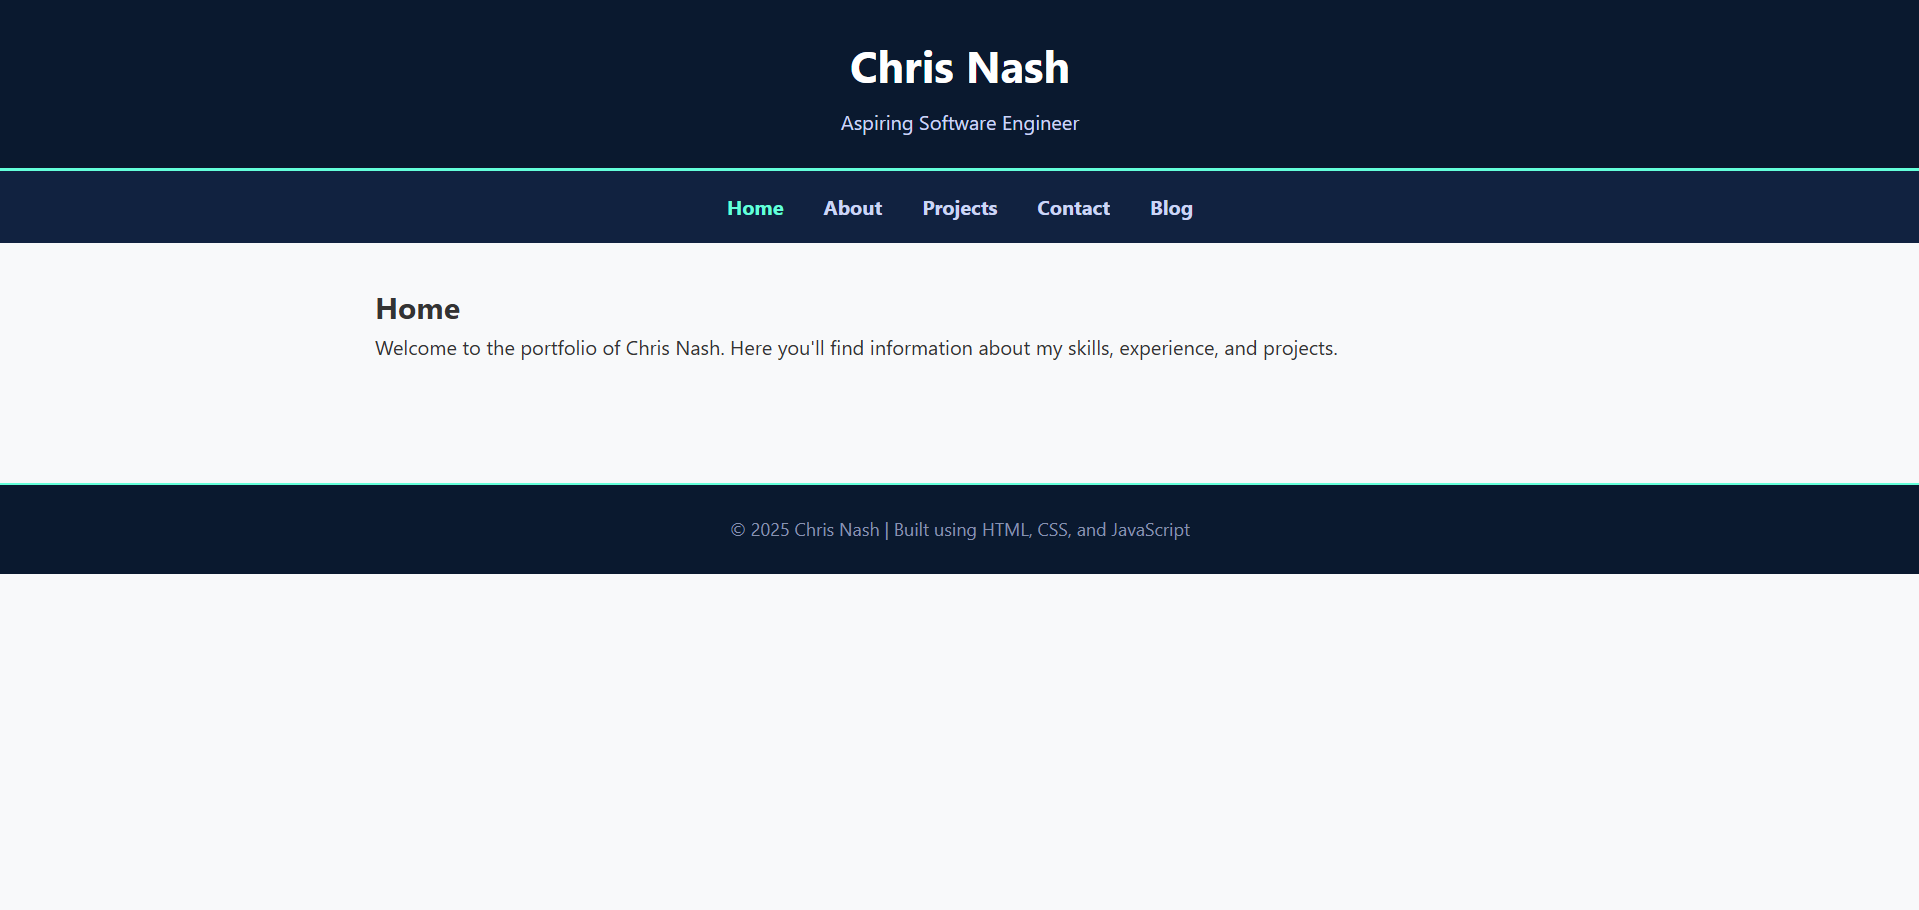 Chris Nash
Aspiring Software Engineer
Home About Projects Contact Blog
Home
Welcome to the portfolio of Chris Nash. Here you'll find information about my skills, experience, and projects.
© 2025 Chris Nash | Built using HTML, CSS, and JavaScript